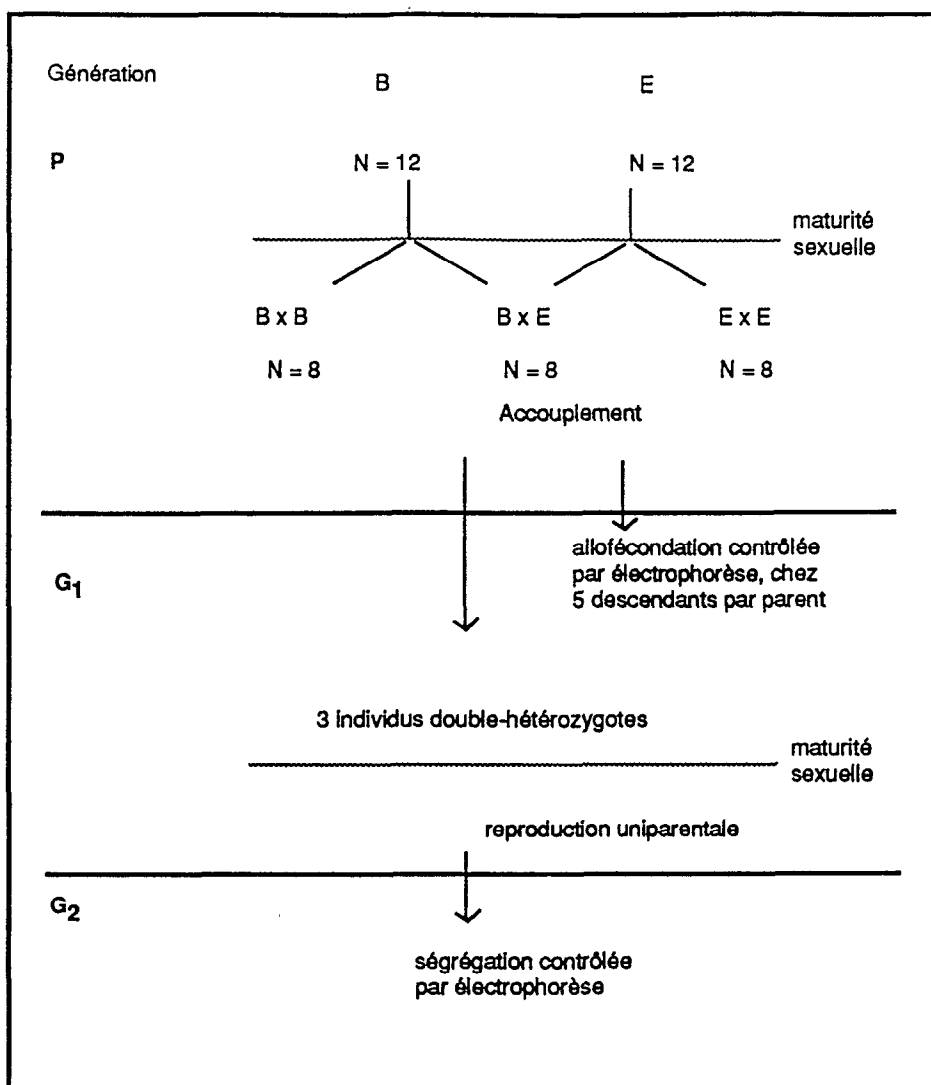 Génération
B E
P
N = 12 N = 12
maturité
sexuelle
B x B B x E E x E
N = 8 N = 8 N = 8
Accouplement
allofécondation contrôlée
par électrophorèse, chez
5 descendants par parent
G1
3 individus double-hétérozygotes
maturité
sexuelle
reproduction uniparentale
G2
ségrégation contrôlée
par électrophorèse